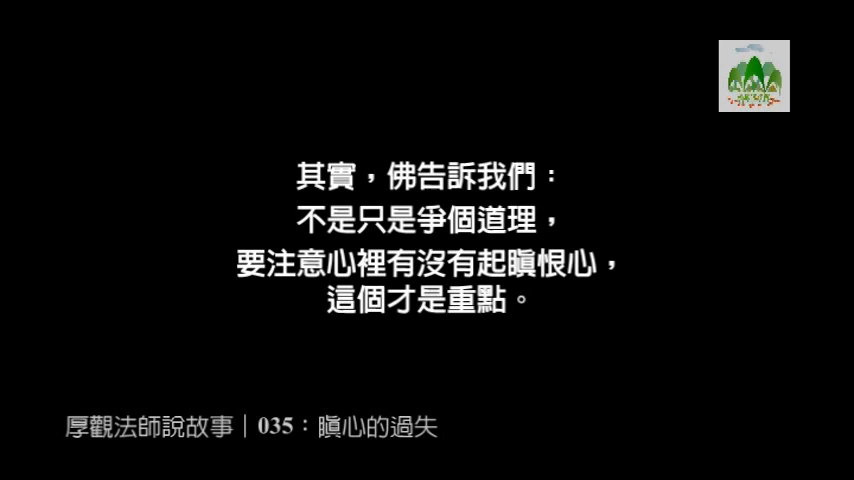 其實，佛告訴我們：
不是只是爭個道理，
要注意心裡有沒有起瞋恨心，
這個才是重點。
厚觀法師說故事｜035：瞋心的過失